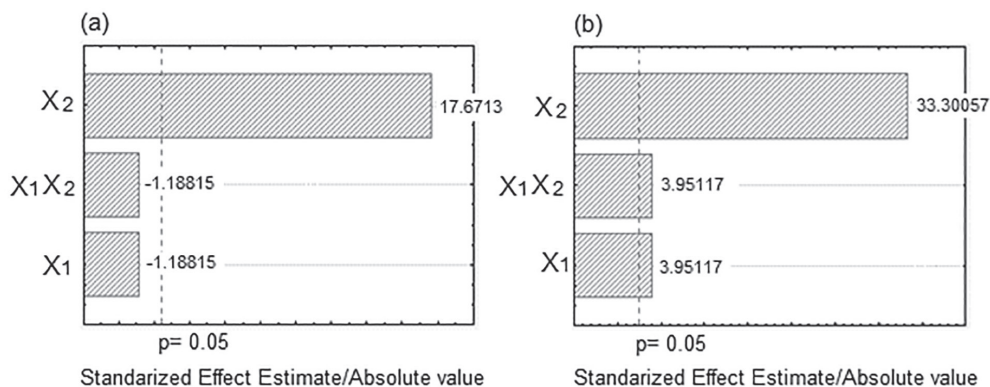 (a)
X2
17.6713
X1X2
-1.18815
X1
-1.18815
p= 0.05
Standarized Effect Estimate/Absolute value
(b)
X2
33.30057
X1X2
3.95117
X1
3.95117
p= 0.05
Standarized Effect Estimate/Absolute value